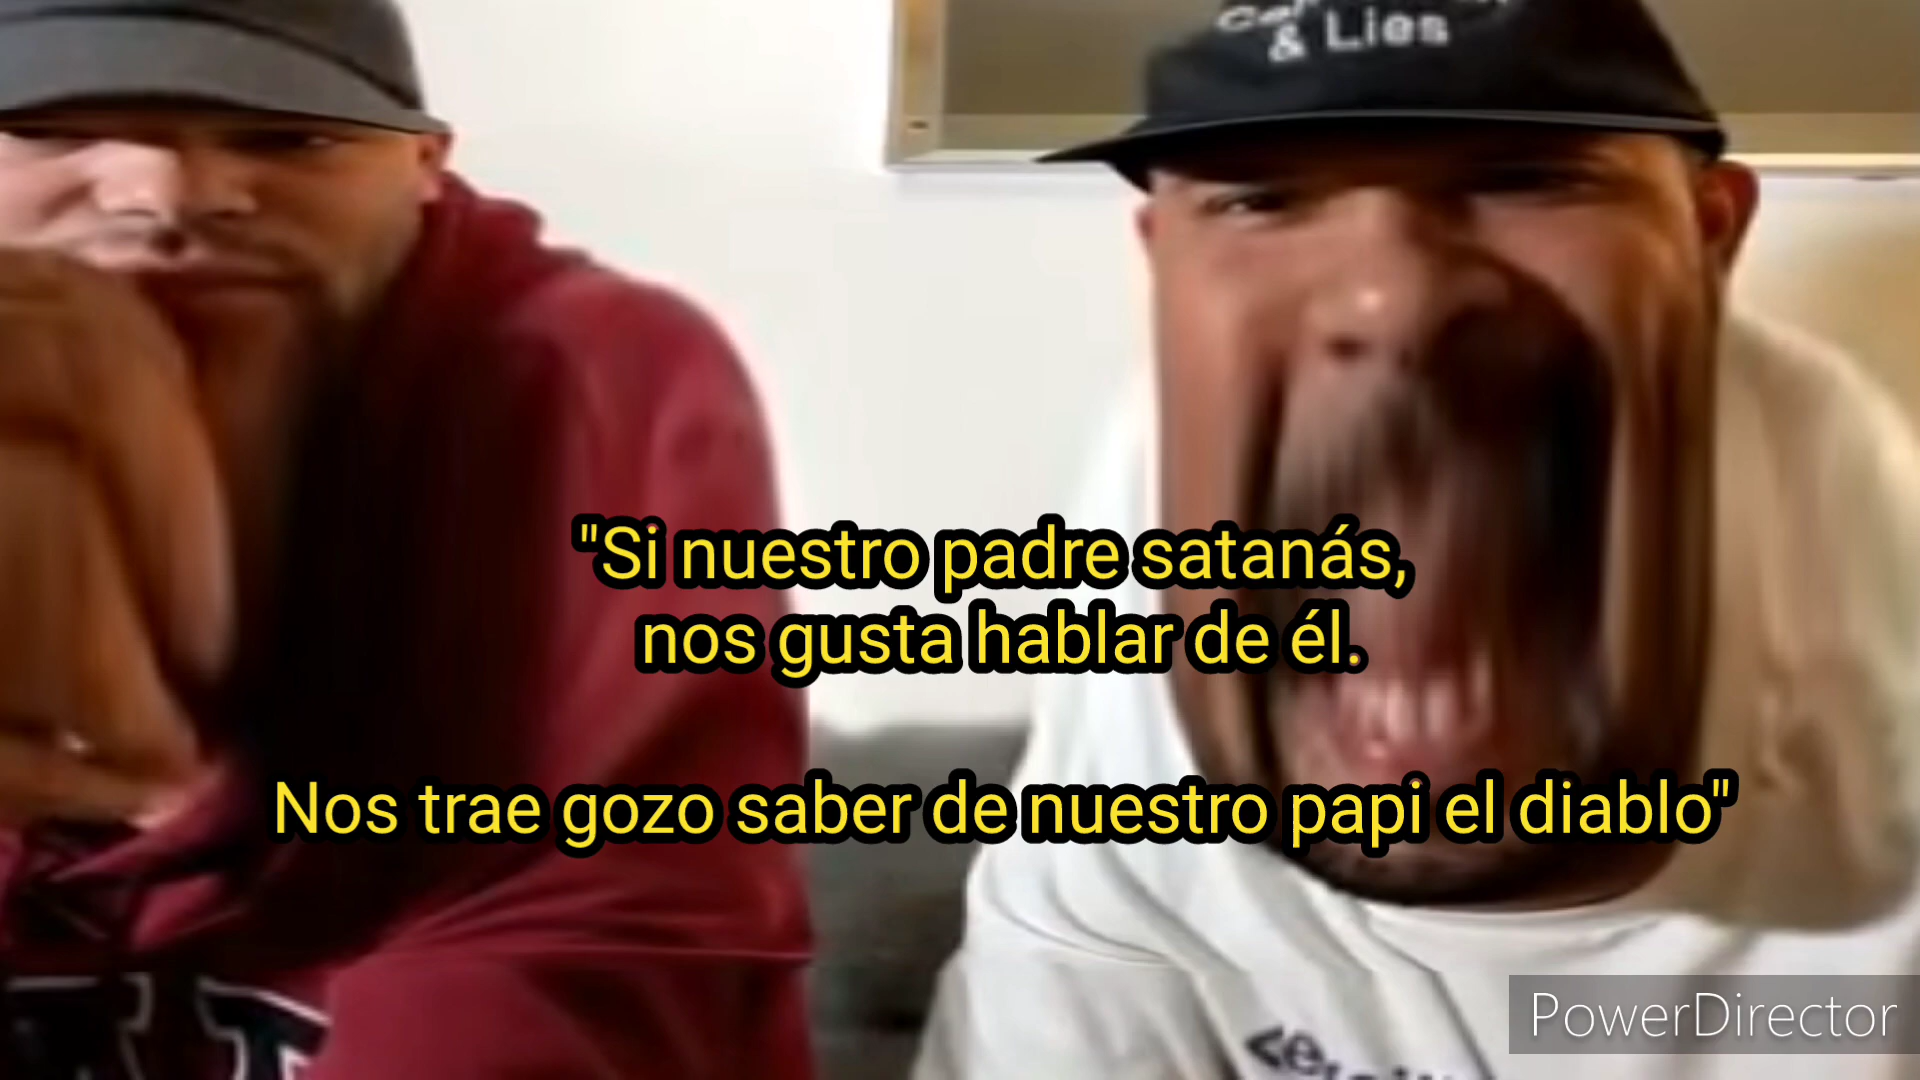 & Lies
"Si nuestro padre satanás,
nos gusta hablar de él.
Nos trae gozo saber de nuestro papi el diablo"
PowerDirector